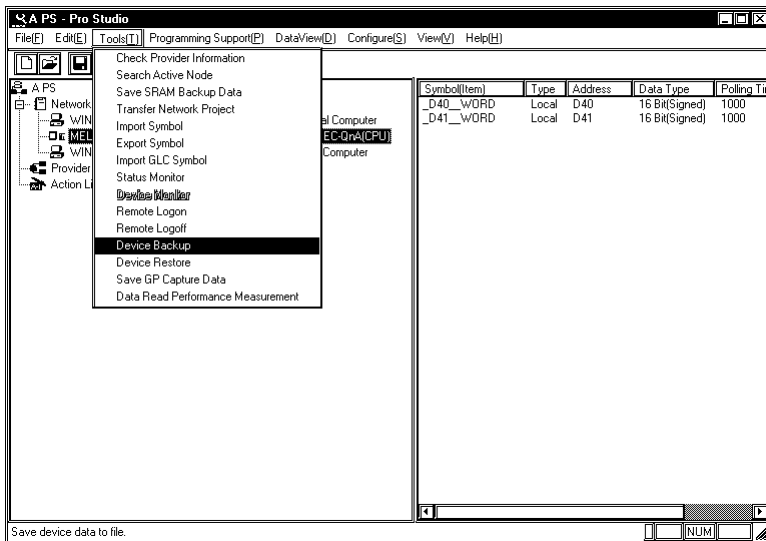 A PS - Pro Studio
File(F) Edit(E) Tools(T) Programming Support(P) DataView(D) Configure(S) View(V) Help(H)
Check Provider Information
Search Active Node
Save SRAM Backup Data
Transfer Network Project
Import Symbol
Export Symbol
Import GLC Symbol
Status Monitor
Device Monitor
Remote Logon
Remote Logoff
Device Backup
Device Restore
Save GP Capture Data
Data Read Performance Measurement
A PS
Network
WIN al Computer
MEL EC-QnA(CPU)
WIN Computer
Provider
Action Li
Symbol(Item) Type Address Data Type Polling Ti
_D40__WORD Local D40 16 Bit(Signed) 1000
_D41__WORD Local D41 16 Bit(Signed) 1000
Save device data to file.
NUM